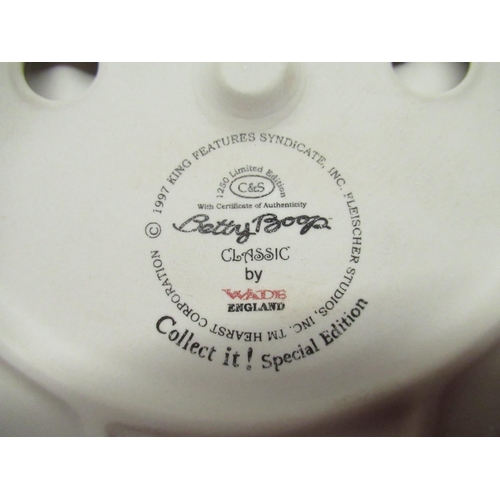 © 1997 KING FEATURES SYNDICATE, INC. FLEISCHER STUDIOS, INC. TM HEARST CORPORATION
1250 Limited Edition
C&S
With Certificate of Authenticity
Betty Boop
CLASSIC
by
WADE
ENGLAND
Collect it! Special Edition